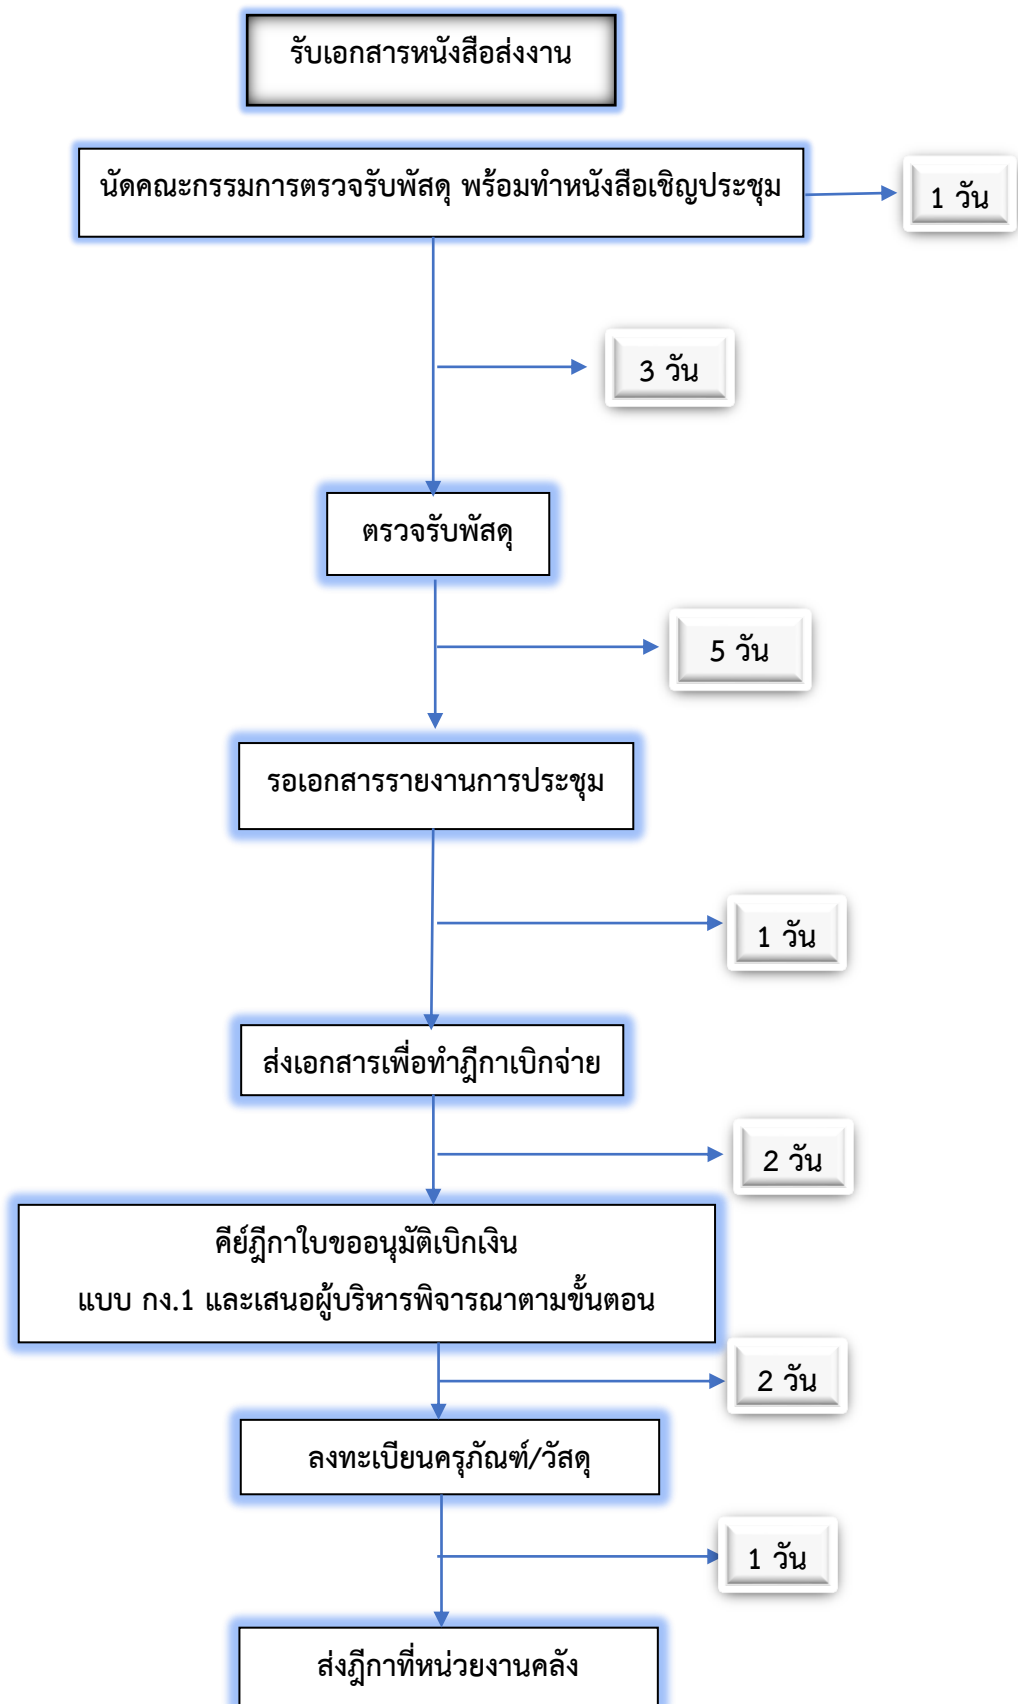 รับเอกสารหนังสือส่งงาน
นัดคณะกรรมการตรวจรับพัสดุ พร้อมทำหนังสือเชิญประชุม
1 วัน
3 วัน
ตรวจรับพัสดุ
5 วัน
รอเอกสารรายงานการประชุม
1 วัน
ส่งเอกสารเพื่อทำฎีกาเบิกจ่าย
2 วัน
คีย์ฎีกาใบขออนุมัติเบิกเงิน
แบบ กง.1 และเสนอผู้บริหารพิจารณาตามขั้นตอน
2 วัน
ลงทะเบียนครุภัณฑ์/วัสดุ
1 วัน
ส่งฎีกาที่หน่วยงานคลัง